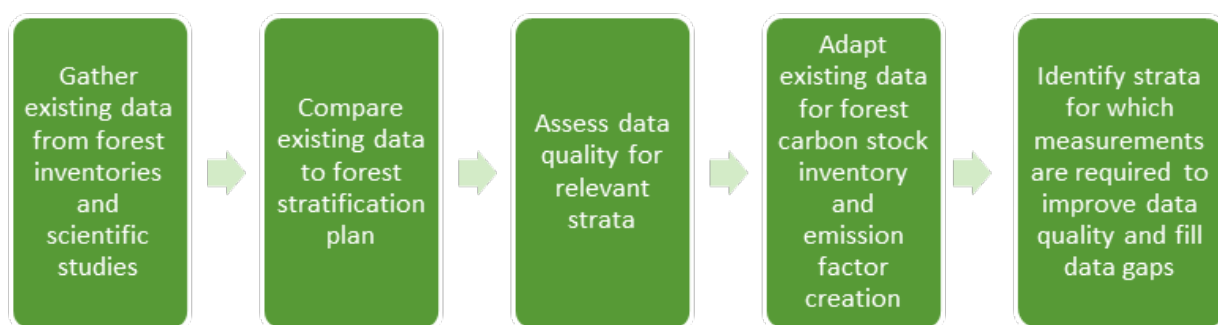 Gather
existing data
from forest
inventories
and
scientific
studies
Compare
existing data
to forest
stratification
plan
Assess data
quality for
relevant
strata
Adapt
existing data
for forest
carbon stock
inventory
and
emission
factor
creation
Identify strata
for which
measurements
are required to
improve data
quality and fill
data gaps